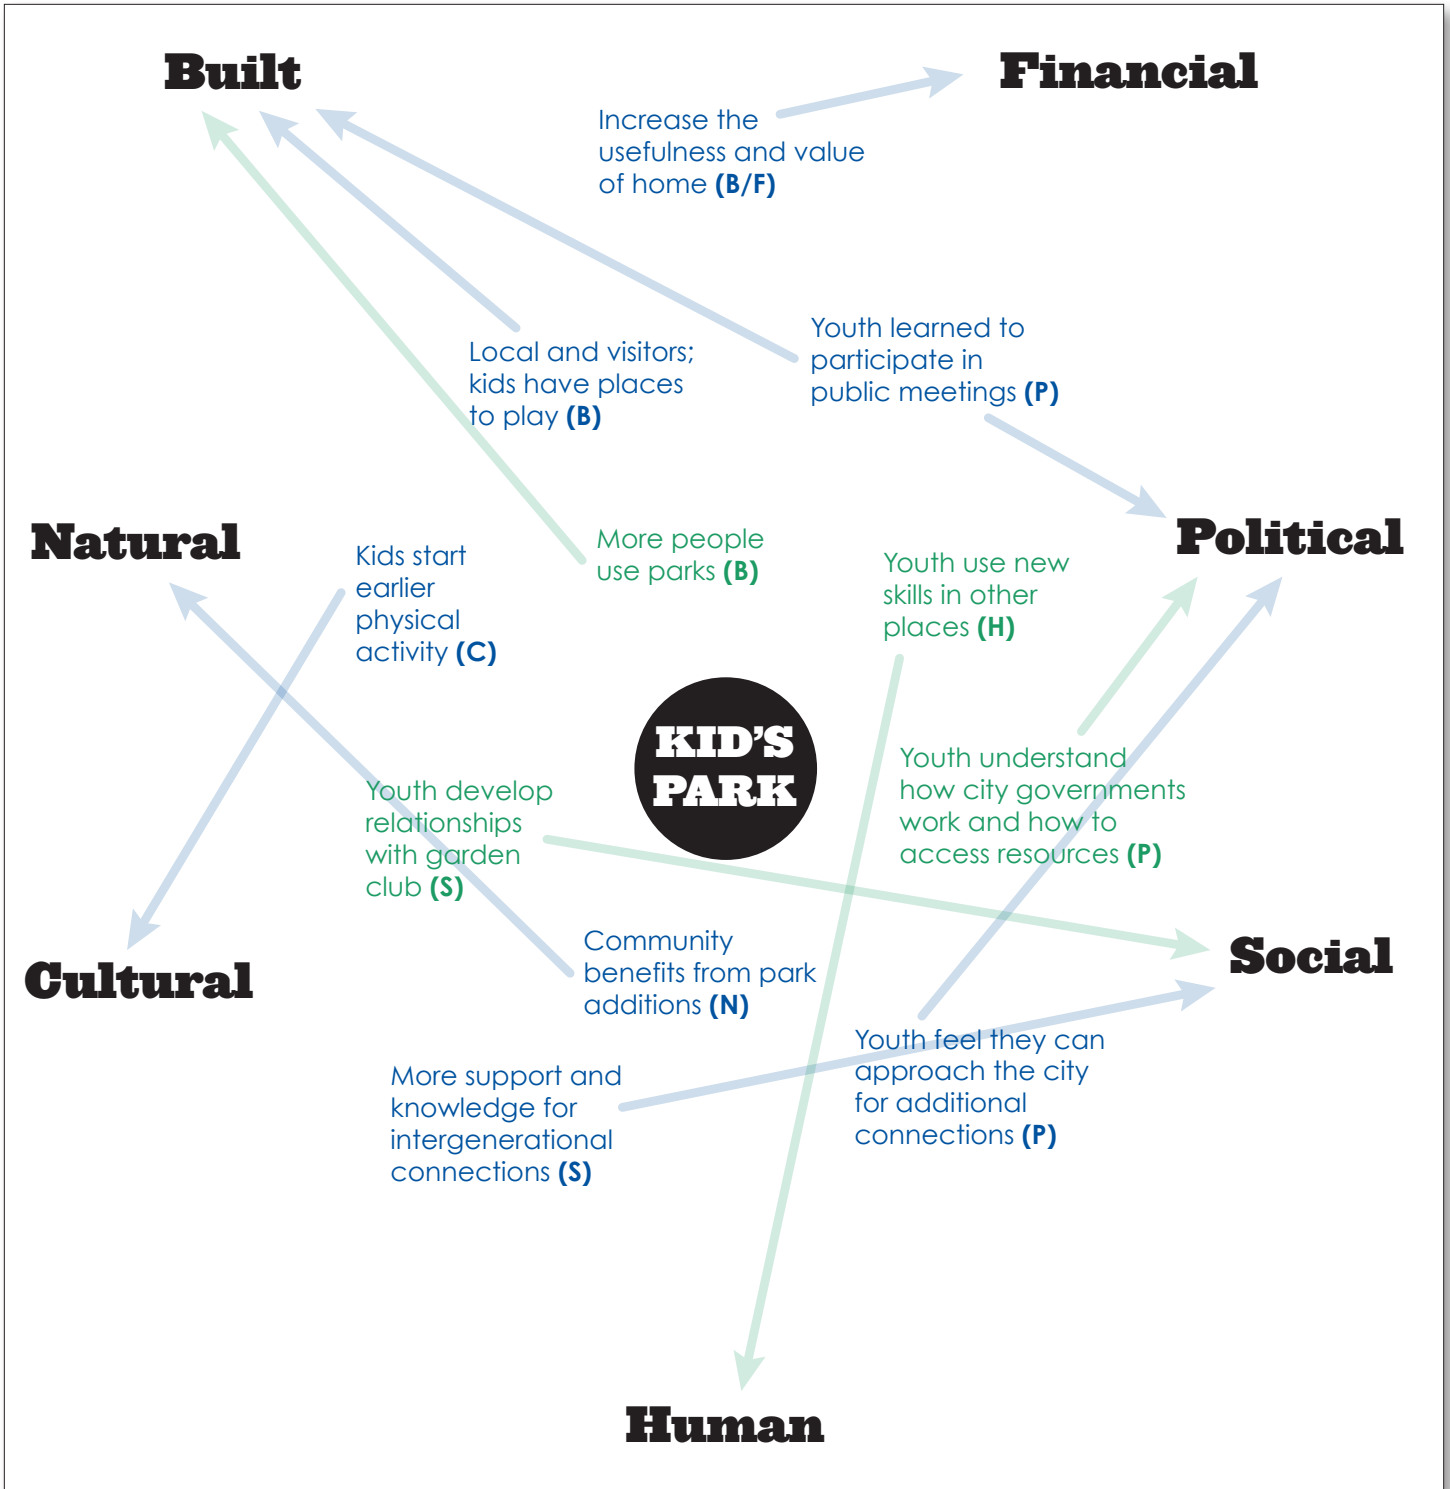 Built
Financial
Increase the
usefulness and value
of home (B/F)
Youth learned to
participate in
public meetings (P)
Local and visitors;
kids have places
to play (B)
Natural
Political
Kids start
earlier
physical
activity (C)
More people
use parks (B)
Youth use new
skills in other
places (H)
KID'S
PARK
Youth develop
relationships
with garden
club (S)
Youth understand
how city governments
work and how to
access resources (P)
Cultural
Social
Community
benefits from park
additions (N)
More support and
knowledge for
intergenerational
connections (S)
Youth feel they can
approach the city
for additional
connections (P)
Human